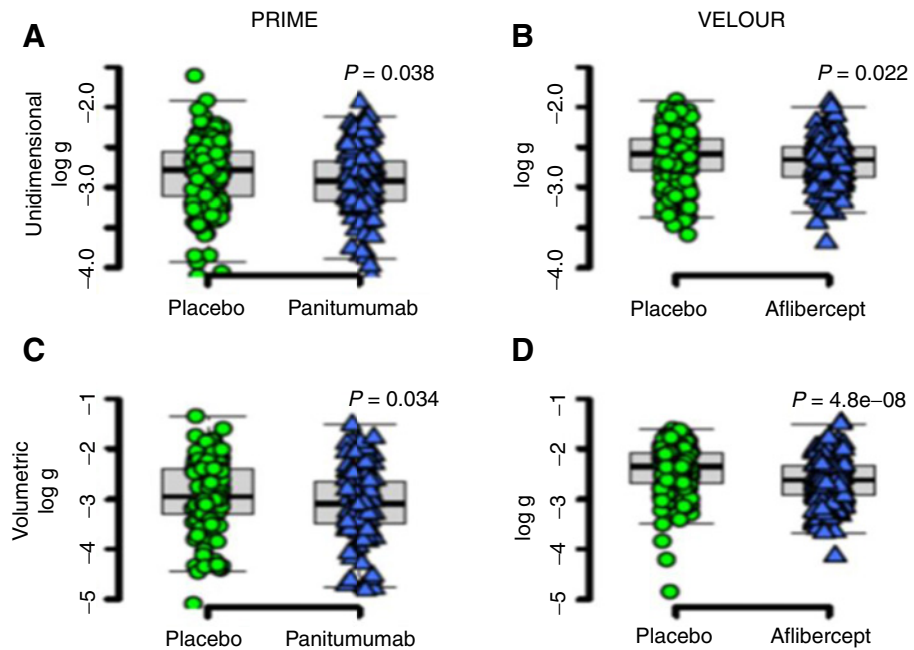 PRIME
VELOUR
A
B
P = 0.038
P = 0.022
Unidimensional
log g
log g
−2.0
−3.0
−4.0
−2.0
−3.0
−4.0
Placebo
Panitumumab
Placebo
Aflibercept
C
D
P = 0.034
P = 4.8e−08
Volumetric
log g
log g
−1
−2
−3
−4
−5
−1
−2
−3
−4
−5
Placebo
Panitumumab
Placebo
Aflibercept